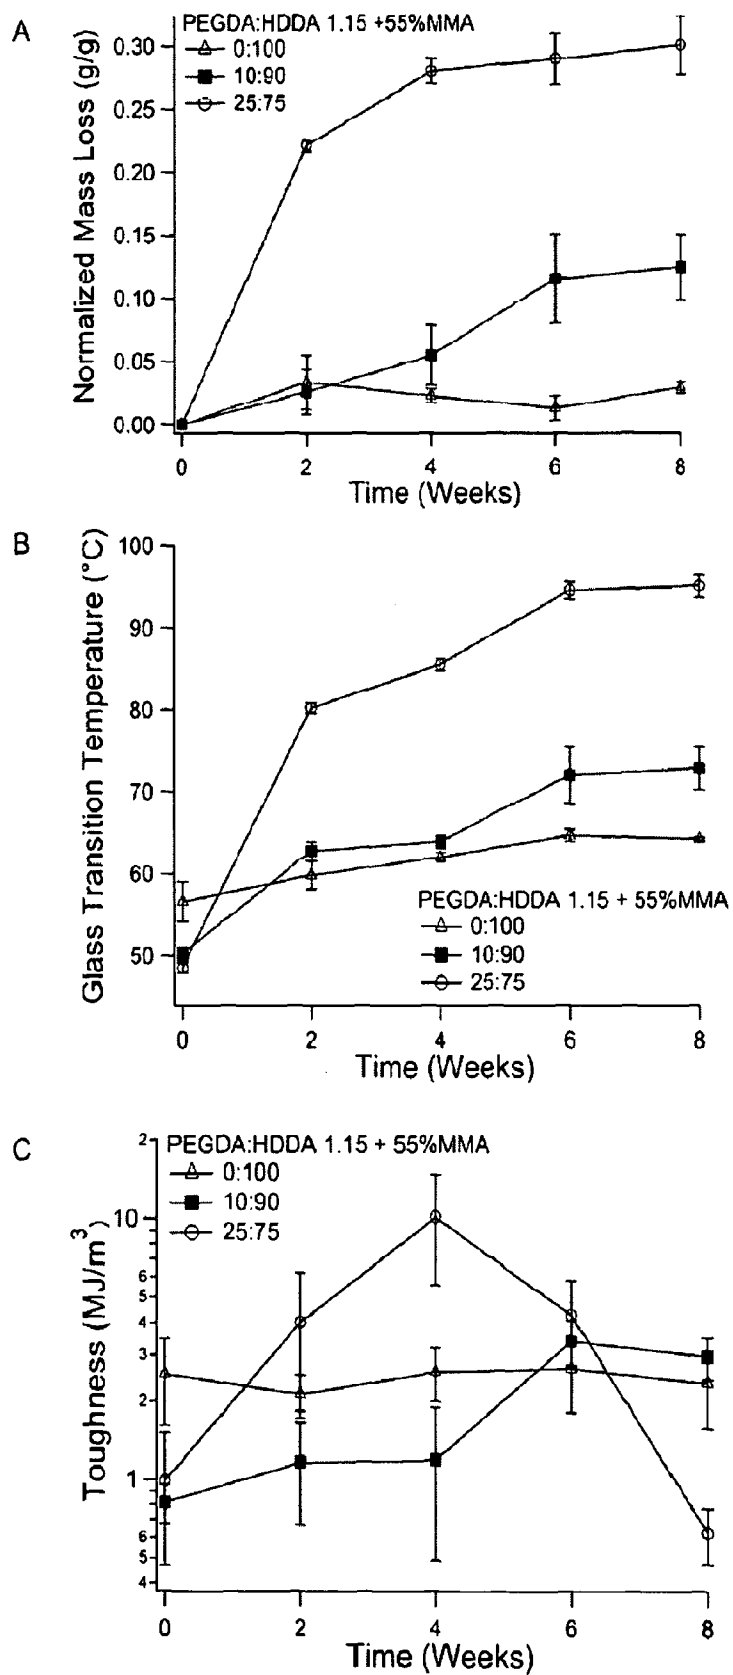 A
PEGDA:HDDA 1.15 +55%MMA
0:100
10:90
25:75
Normalized Mass Loss (g/g)
0.30
0.25
0.20
0.15
0.10
0.05
0.00
0 2 4 6 8
Time (Weeks)
B
Glass Transition Temperature (°C)
100
90
80
70
60
50
PEGDA:HDDA 1.15 + 55%MMA
0:100
10:90
25:75
0 2 4 6 8
Time (Weeks)
C
PEGDA:HDDA 1.15 + 55%MMA
0:100
10:90
25:75
Toughness (MJ/m³)
2
10
6
5
4
3
2
1
6
5
4
0 2 4 6 8
Time (Weeks)